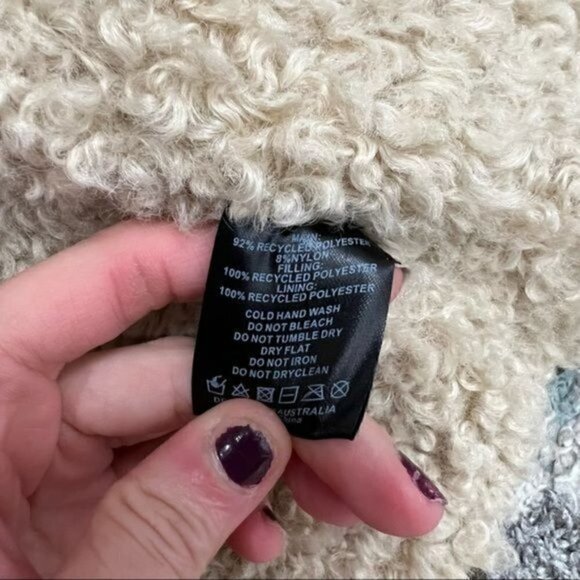 MAIN:
92% RECYCLED POLYESTER
8%NYLON
FILLING:
100% RECYCLED POLYESTER
LINING:
100% RECYCLED POLYESTER
COLD HAND WASH
DO NOT BLEACH
DO NOT TUMBLE DRY
DRY FLAT
DO NOT IRON
DO NOT DRYCLEAN
AUSTRALIA